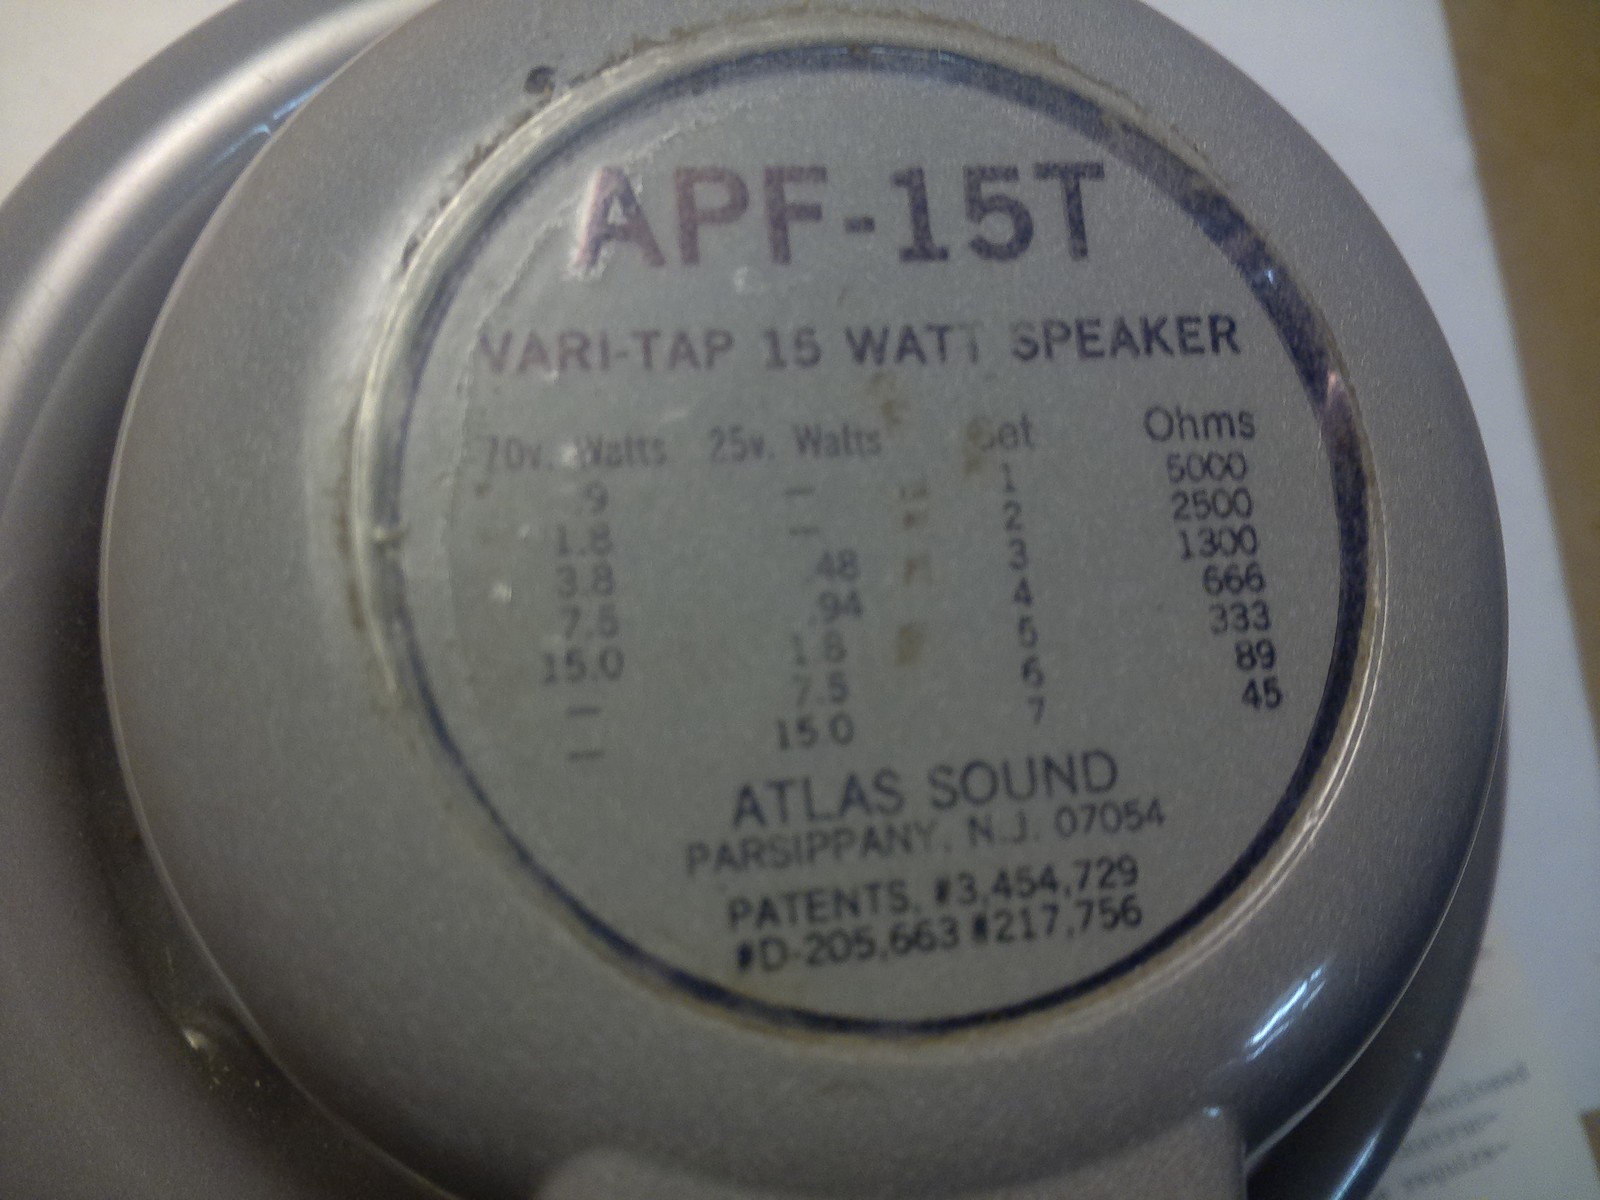 APF-15T
VARI-TAP 15 WATT SPEAKER
70v. Watts 25v. Watts Set Ohms
.9 — 1 5000
1.8 — 2 2500
3.8 .48 3 1300
7.5 .94 4 666
15.0 1.8 5 333
— 7.5 6 89
— 15.0 7 45
ATLAS SOUND
PARSIPPANY, N.J. 07054
PATENTS, #3,454,729
#D-205,663 #217,756
enclosed